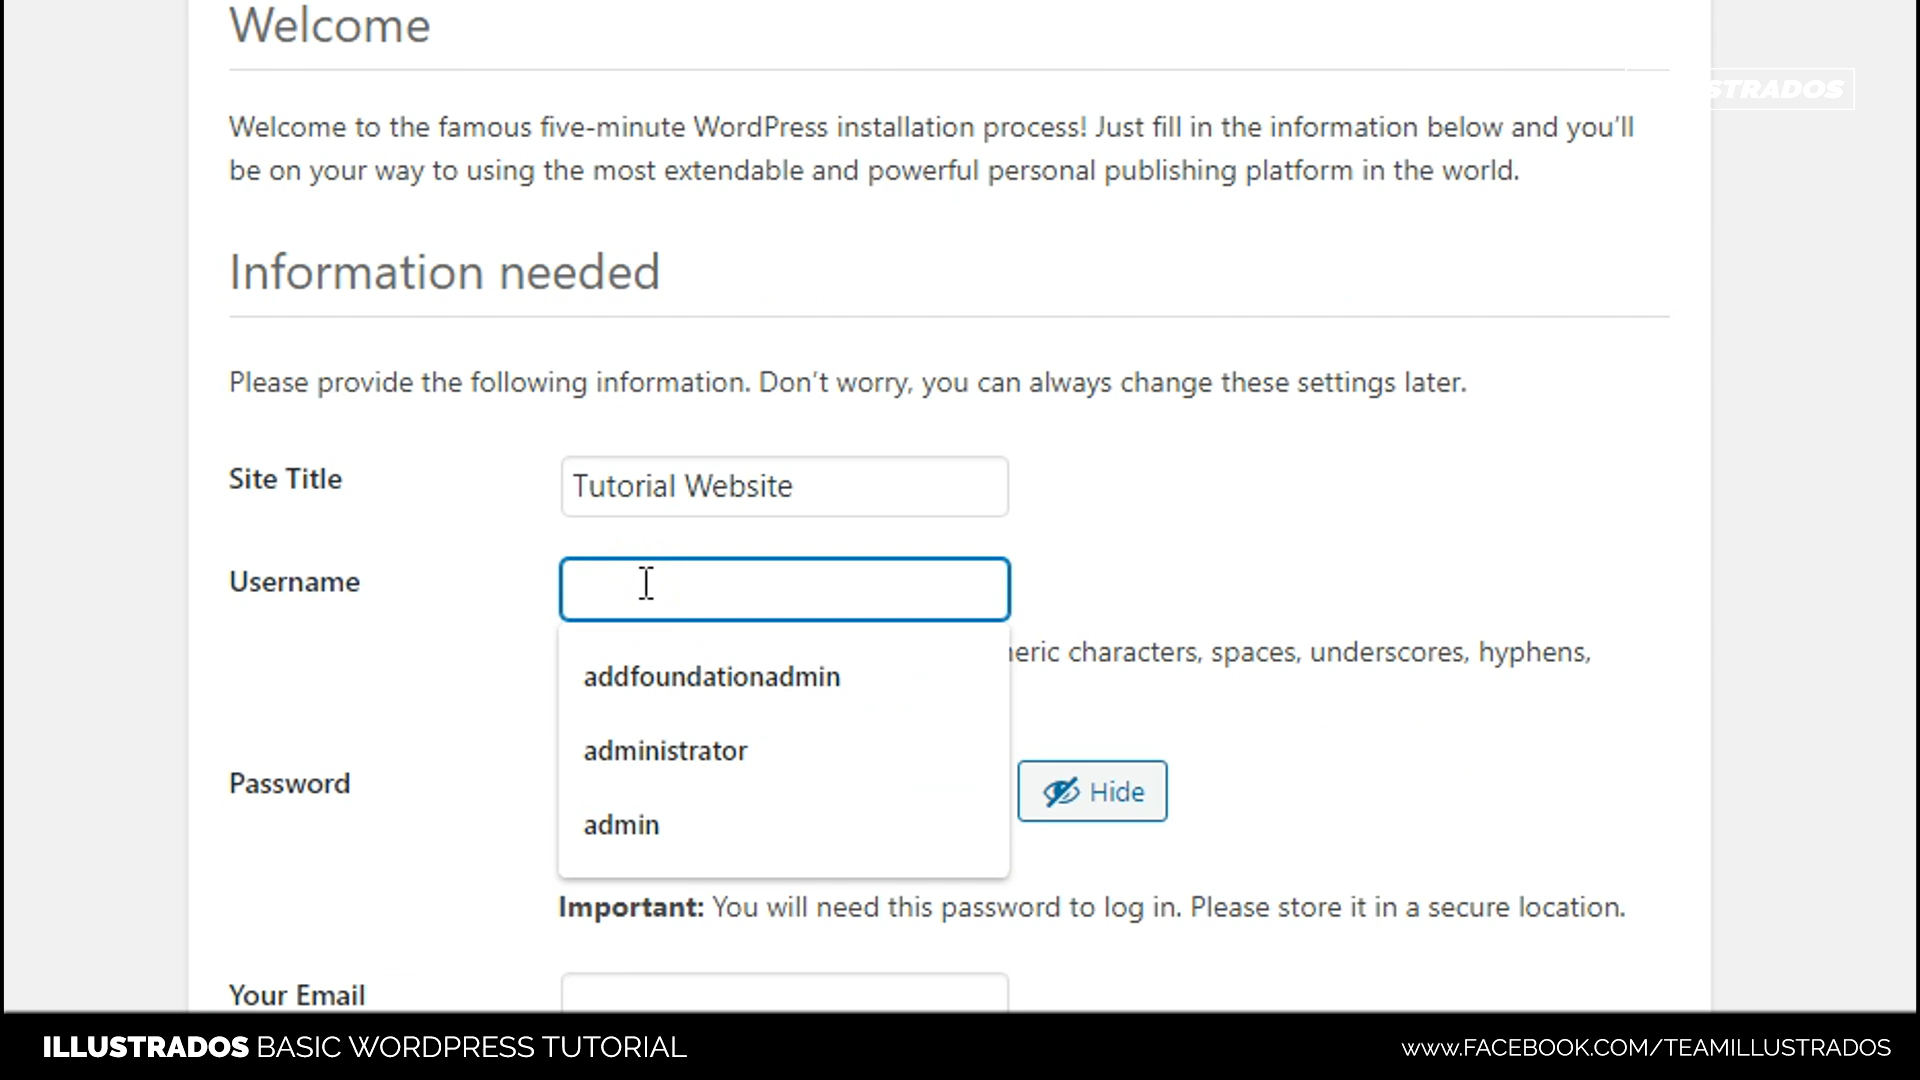 Welcome
STRADOS
Welcome to the famous five-minute WordPress installation process! Just fill in the information below and you’ll
be on your way to using the most extendable and powerful personal publishing platform in the world.
Information needed
Please provide the following information. Don’t worry, you can always change these settings later.
Site Title
Tutorial Website
Username
characters, spaces, underscores, hyphens,
addfoundationadmin
administrator
admin
Password
Hide
Important: You will need this password to log in. Please store it in a secure location.
Your Email
ILLUSTRADOS BASIC WORDPRESS TUTORIAL
WWW.FACEBOOK.COM/TEAMILLUSTRADOS